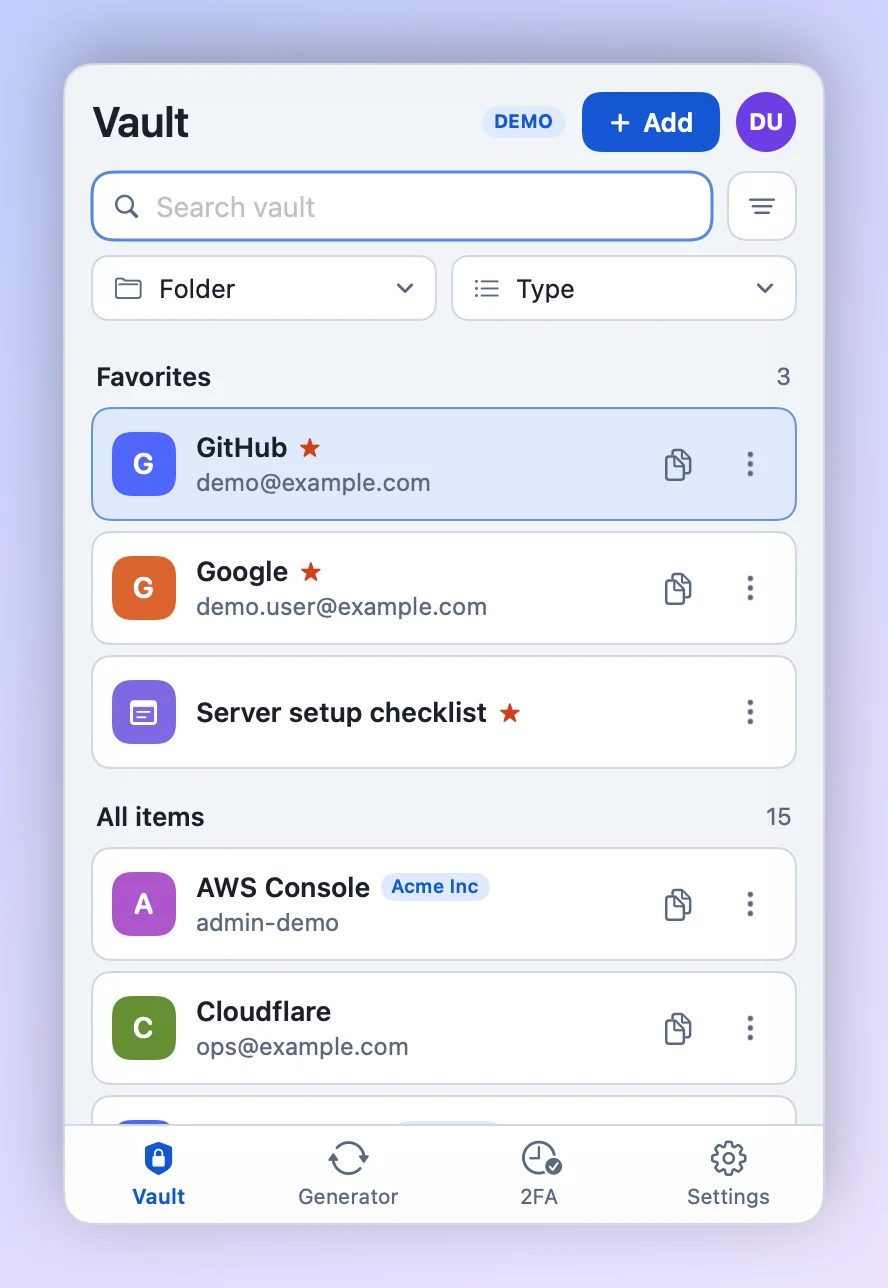 Vault
DEMO
+ Add
DU
Search vault
Folder
Type
Favorites
3
G
GitHub
demo@example.com
G
Google
demo.user@example.com
Server setup checklist
All items
15
A
AWS Console
Acme Inc
admin-demo
C
Cloudflare
ops@example.com
Vault
Generator
2FA
Settings